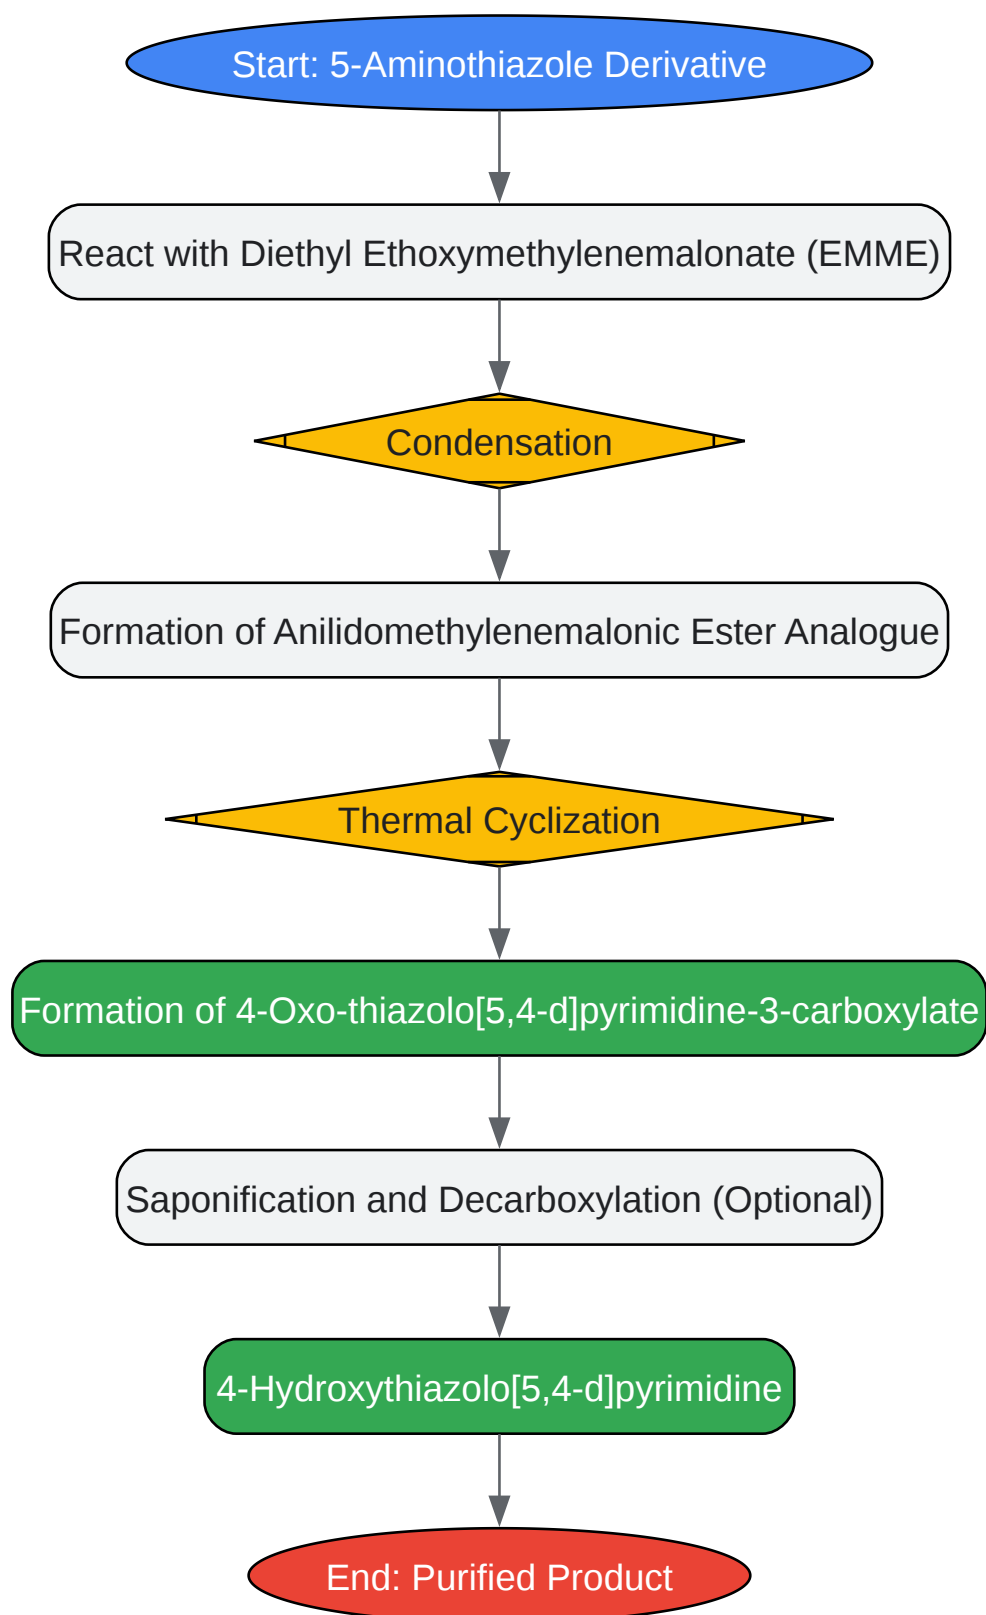 Start: 5-Aminothiazole Derivative
React with Diethyl Ethoxymethylenemalonate (EMME)
Condensation
Formation of Anilidomethylenemalonic Ester Analogue
Thermal Cyclization
Formation of 4-Oxo-thiazolo[5,4-d]pyrimidine-3-carboxylate
Saponification and Decarboxylation (Optional)
4-Hydroxythiazolo[5,4-d]pyrimidine
End: Purified Product